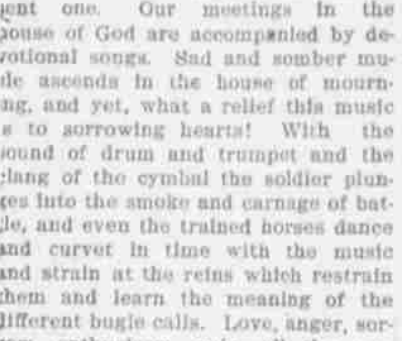 ent one. Our meetings in the
ouse of God are accompanied by de-
votional songs. Sad and somber mu-
sic ascends in the house of mourn-
ng, and yet, what a relief this music
s to sorrowing hearts! With the
ound of drum and trumpet and the
clang of the cymbal the soldier plun-
ges into the smoke and carnage of bat-
tle, and even the trained horses dance
and curvet in time with the music
and strain at the reins which restrain
them and learn the meaning of the
different bugle calls. Love, anger, sor-